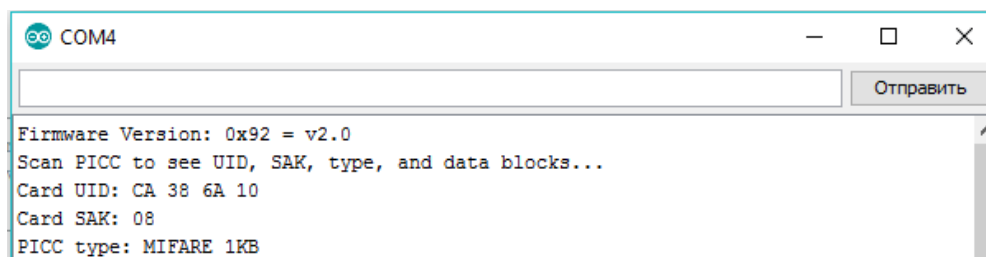 COM4
Отправить
Firmware Version: 0x92 = v2.0
Scan PICC to see UID, SAK, type, and data blocks...
Card UID: CA 38 6A 10
Card SAK: 08
PICC type: MIFARE 1KB